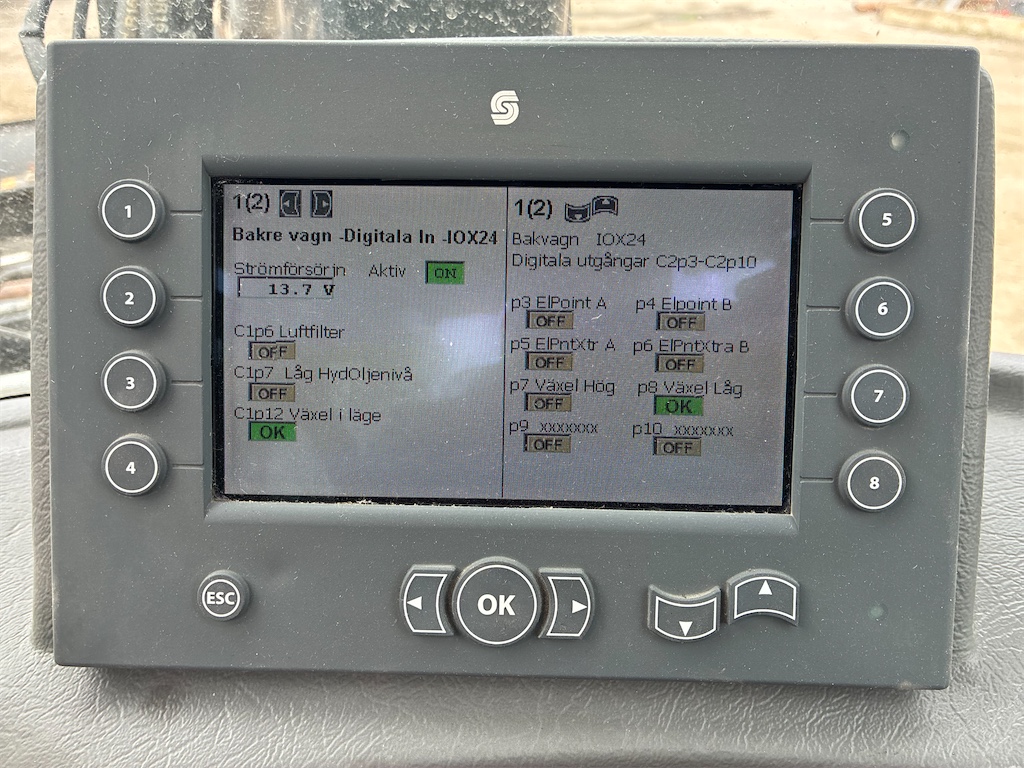 1(2)
Bakre vagn -Digitala In -IOX24
Strömförsörjn Aktiv ON
13.7 V
C1p6 Luftfilter
OFF
C1p7 Låg HydOljenivå
OFF
C1p12 Växel i läge
OK
1(2)
Bakvagn IOX24
Digitala utgångar C2p3-C2p10
p3 ElPoint A p4 Elpoint B
OFF OFF
p5 ElPntXtr A p6 ElPntXtra B
OFF OFF
p7 Växel Hög p8 Växel Låg
OFF OK
p9 xxxxxxx p10 xxxxxxx
OFF OFF
1
2
3
4
5
6
7
8
ESC
OK